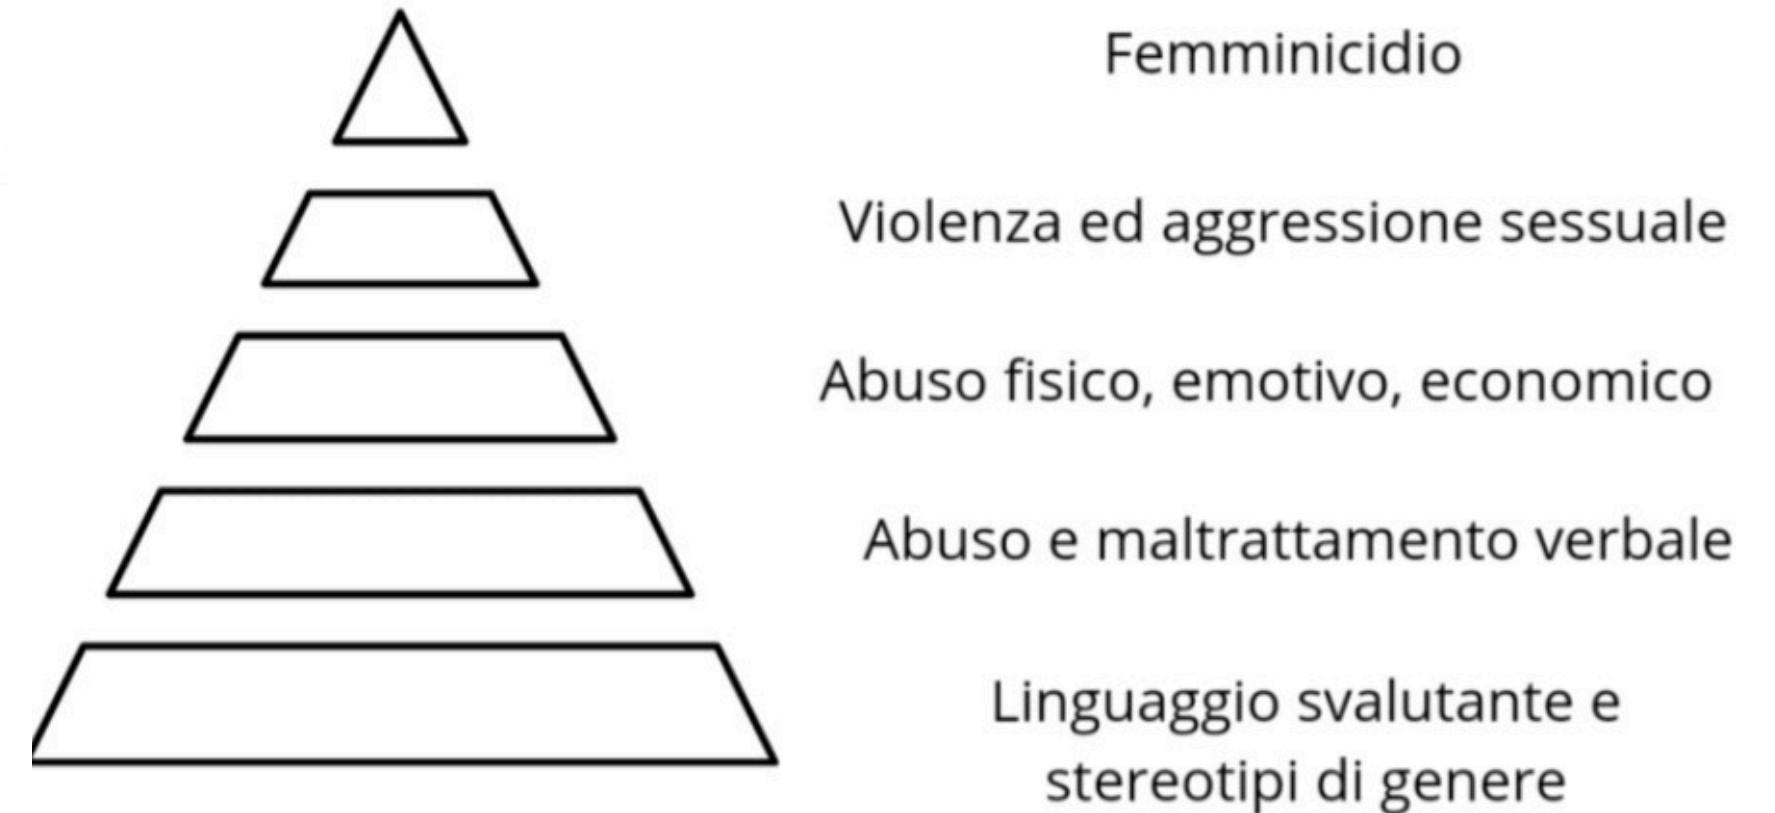 Femminicidio
Violenza ed aggressione sessuale
Abuso fisico, emotivo, economico
Abuso e maltrattamento verbale
Linguaggio svalutante e
stereotipi di genere